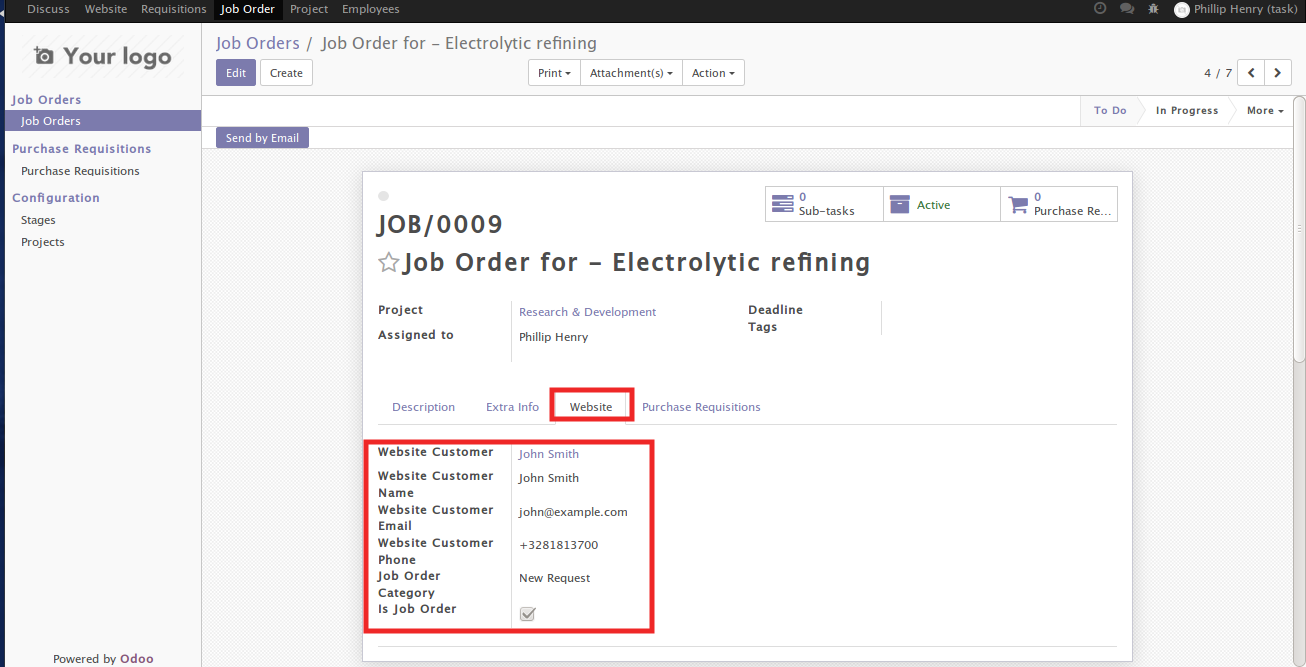 Discuss Website Requisitions Job Order Project Employees Phillip Henry (task)
Your logo
Job Orders
Job Orders
Purchase Requisitions
Purchase Requisitions
Configuration
Stages
Projects
Powered by Odoo
Job Orders / Job Order for – Electrolytic refining
Edit Create Print Attachment(s) Action 4 / 7
To Do In Progress More
Send by Email
0
Sub-tasks
Active
0
Purchase Re...
JOB/0009
Job Order for – Electrolytic refining
Project Research & Development
Assigned to Phillip Henry
Deadline
Tags
Description Extra Info Website Purchase Requisitions
Website Customer John Smith
Website Customer
Name
John Smith
Website Customer
Email
john@example.com
Website Customer
Phone
+3281813700
Job Order
Category
New Request
Is Job Order